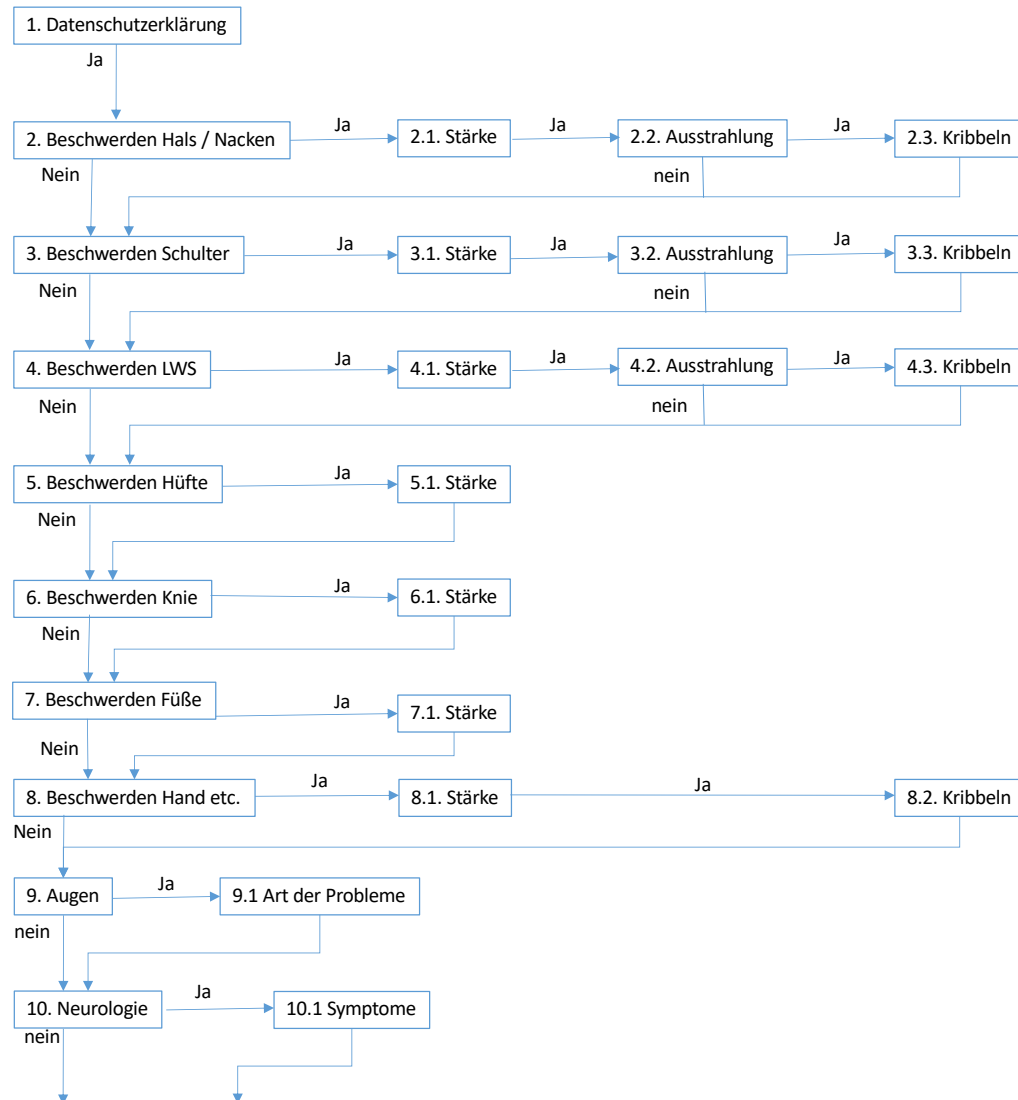 1. Datenschutzerklärung
Ja
2. Beschwerden Hals / Nacken
Ja
2.1. Stärke
Ja
2.2. Ausstrahlung
Ja
2.3. Kribbeln
Nein
nein
3. Beschwerden Schulter
Ja
3.1. Stärke
Ja
3.2. Ausstrahlung
Ja
3.3. Kribbeln
Nein
nein
4. Beschwerden LWS
Ja
4.1. Stärke
Ja
4.2. Ausstrahlung
Ja
4.3. Kribbeln
Nein
nein
5. Beschwerden Hüfte
Ja
5.1. Stärke
Nein
6. Beschwerden Knie
Ja
6.1. Stärke
Nein
7. Beschwerden Füße
Ja
7.1. Stärke
Nein
8. Beschwerden Hand etc.
Ja
8.1. Stärke
Ja
8.2. Kribbeln
Nein
9. Augen
Ja
9.1 Art der Probleme
nein
10. Neurologie
Ja
10.1 Symptome
nein